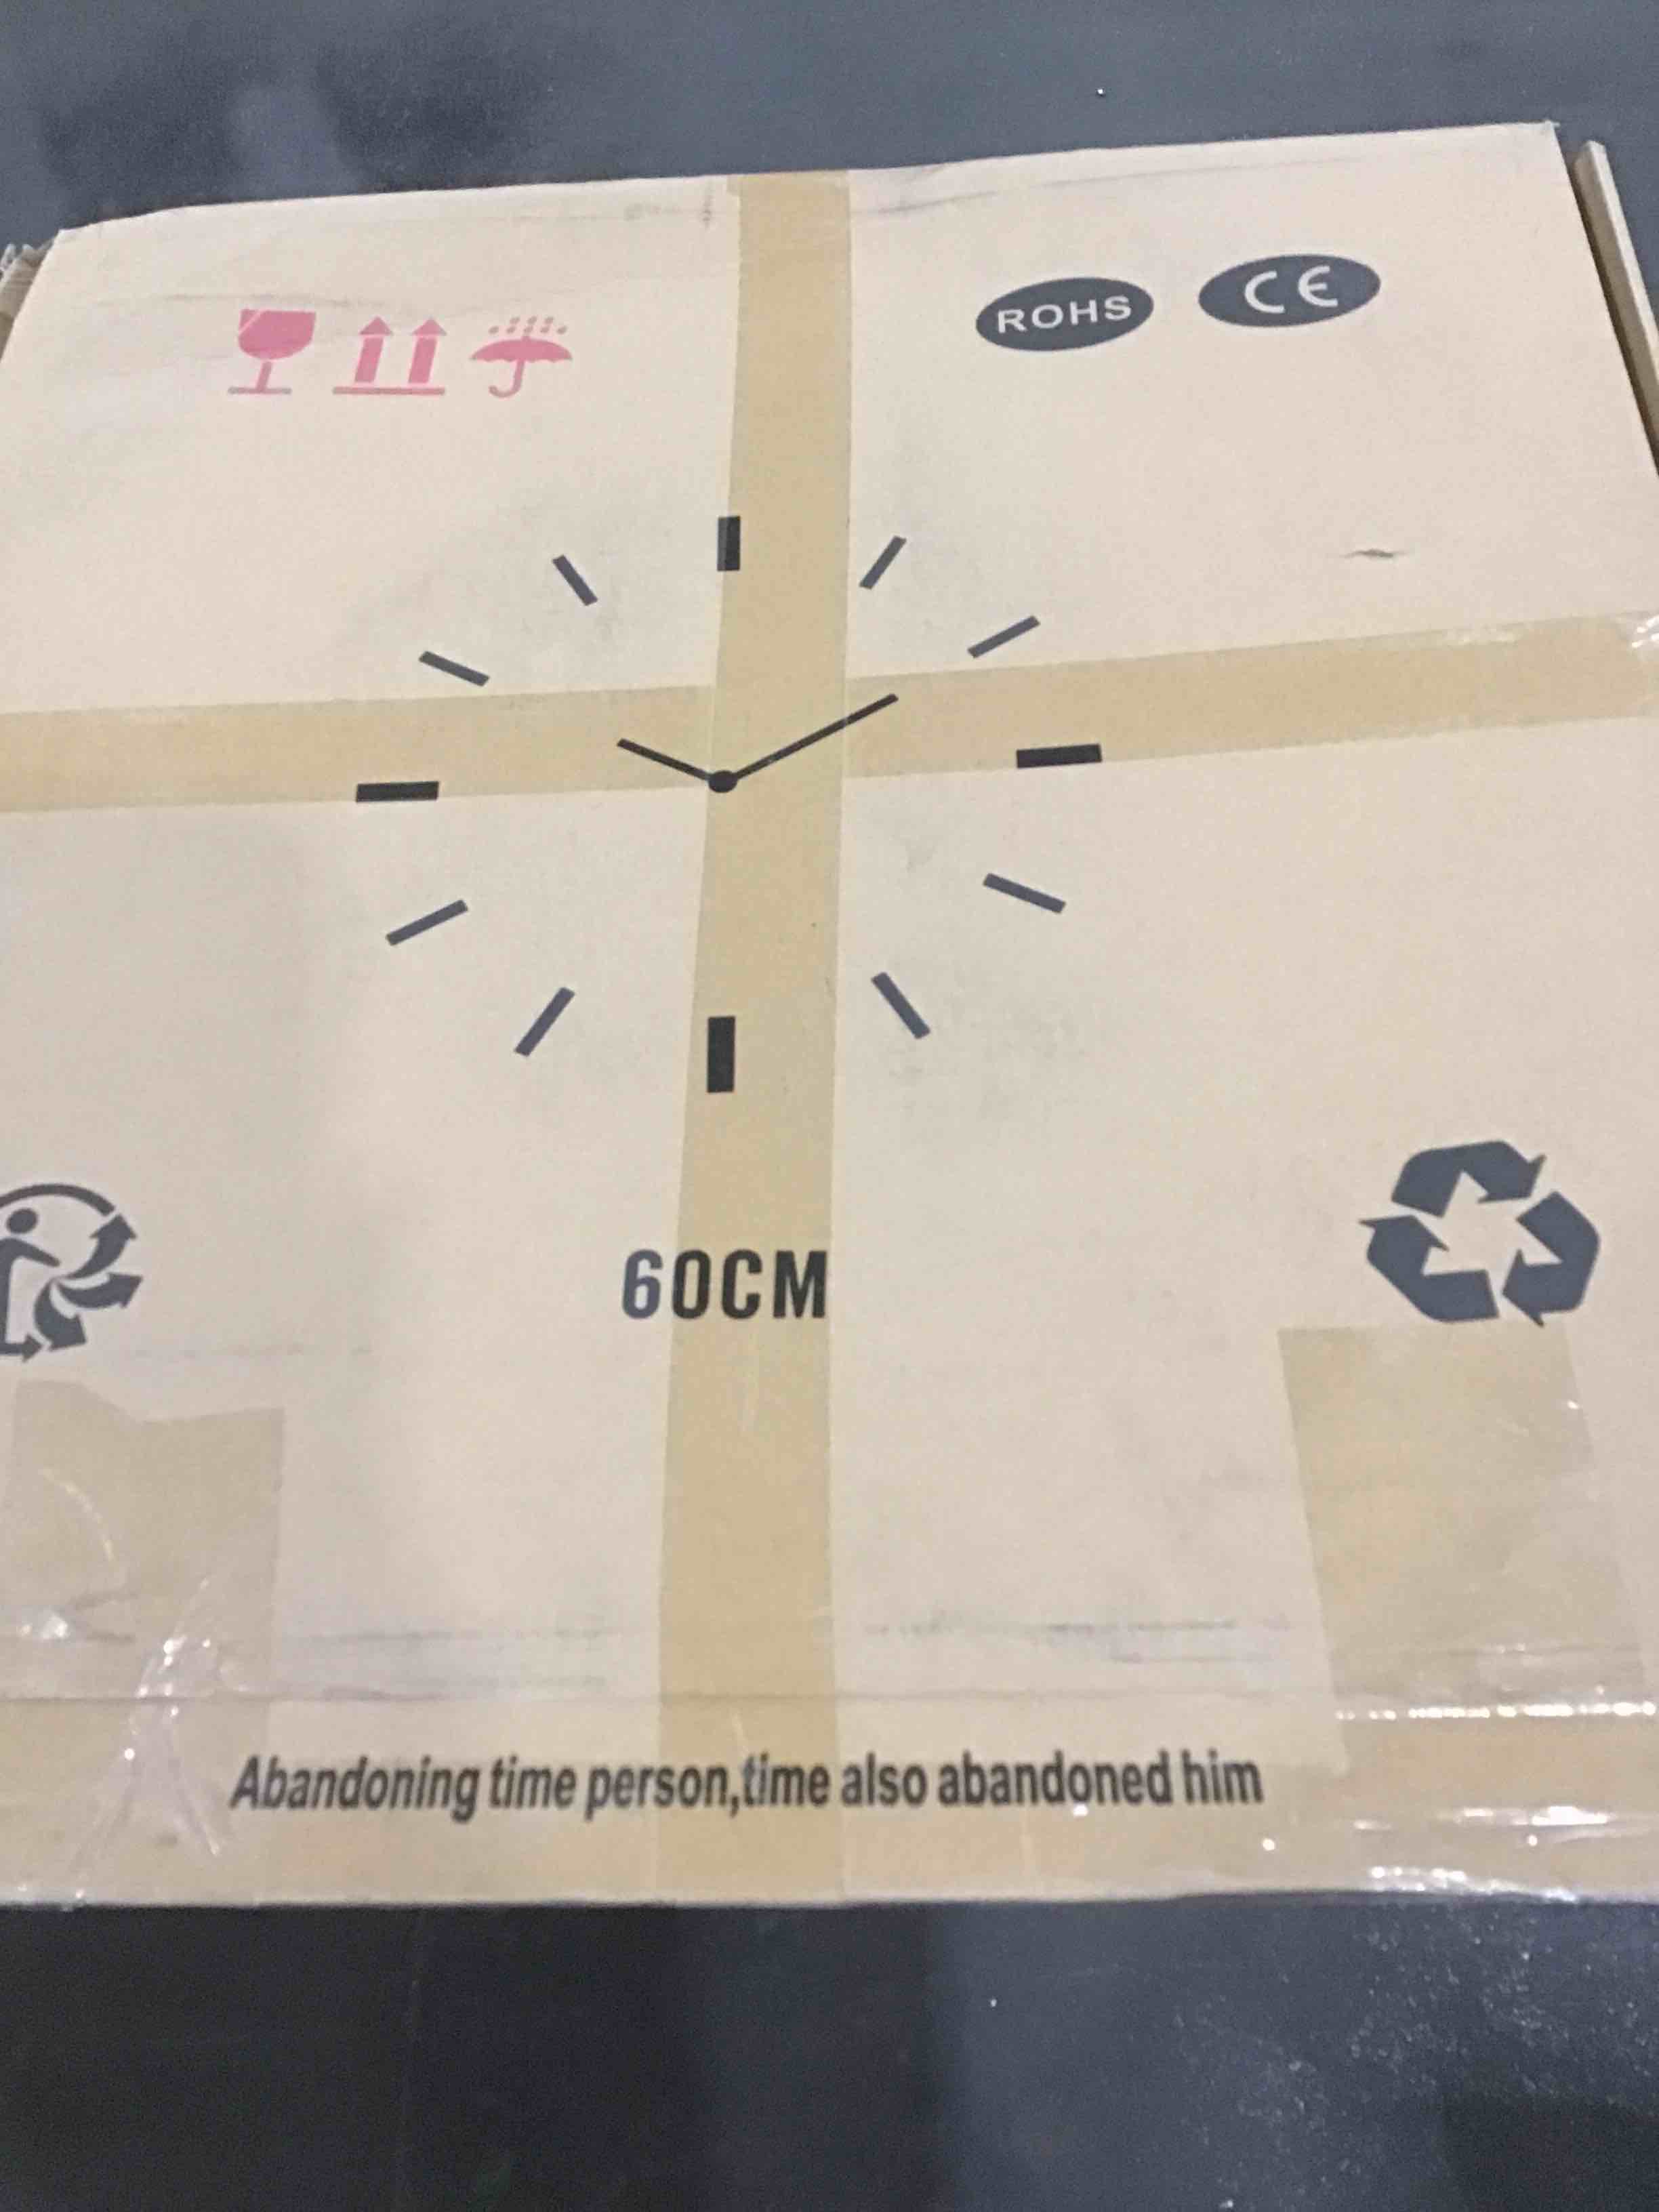 ROHS CE
60CM
Abandoning time person,time also abandoned him